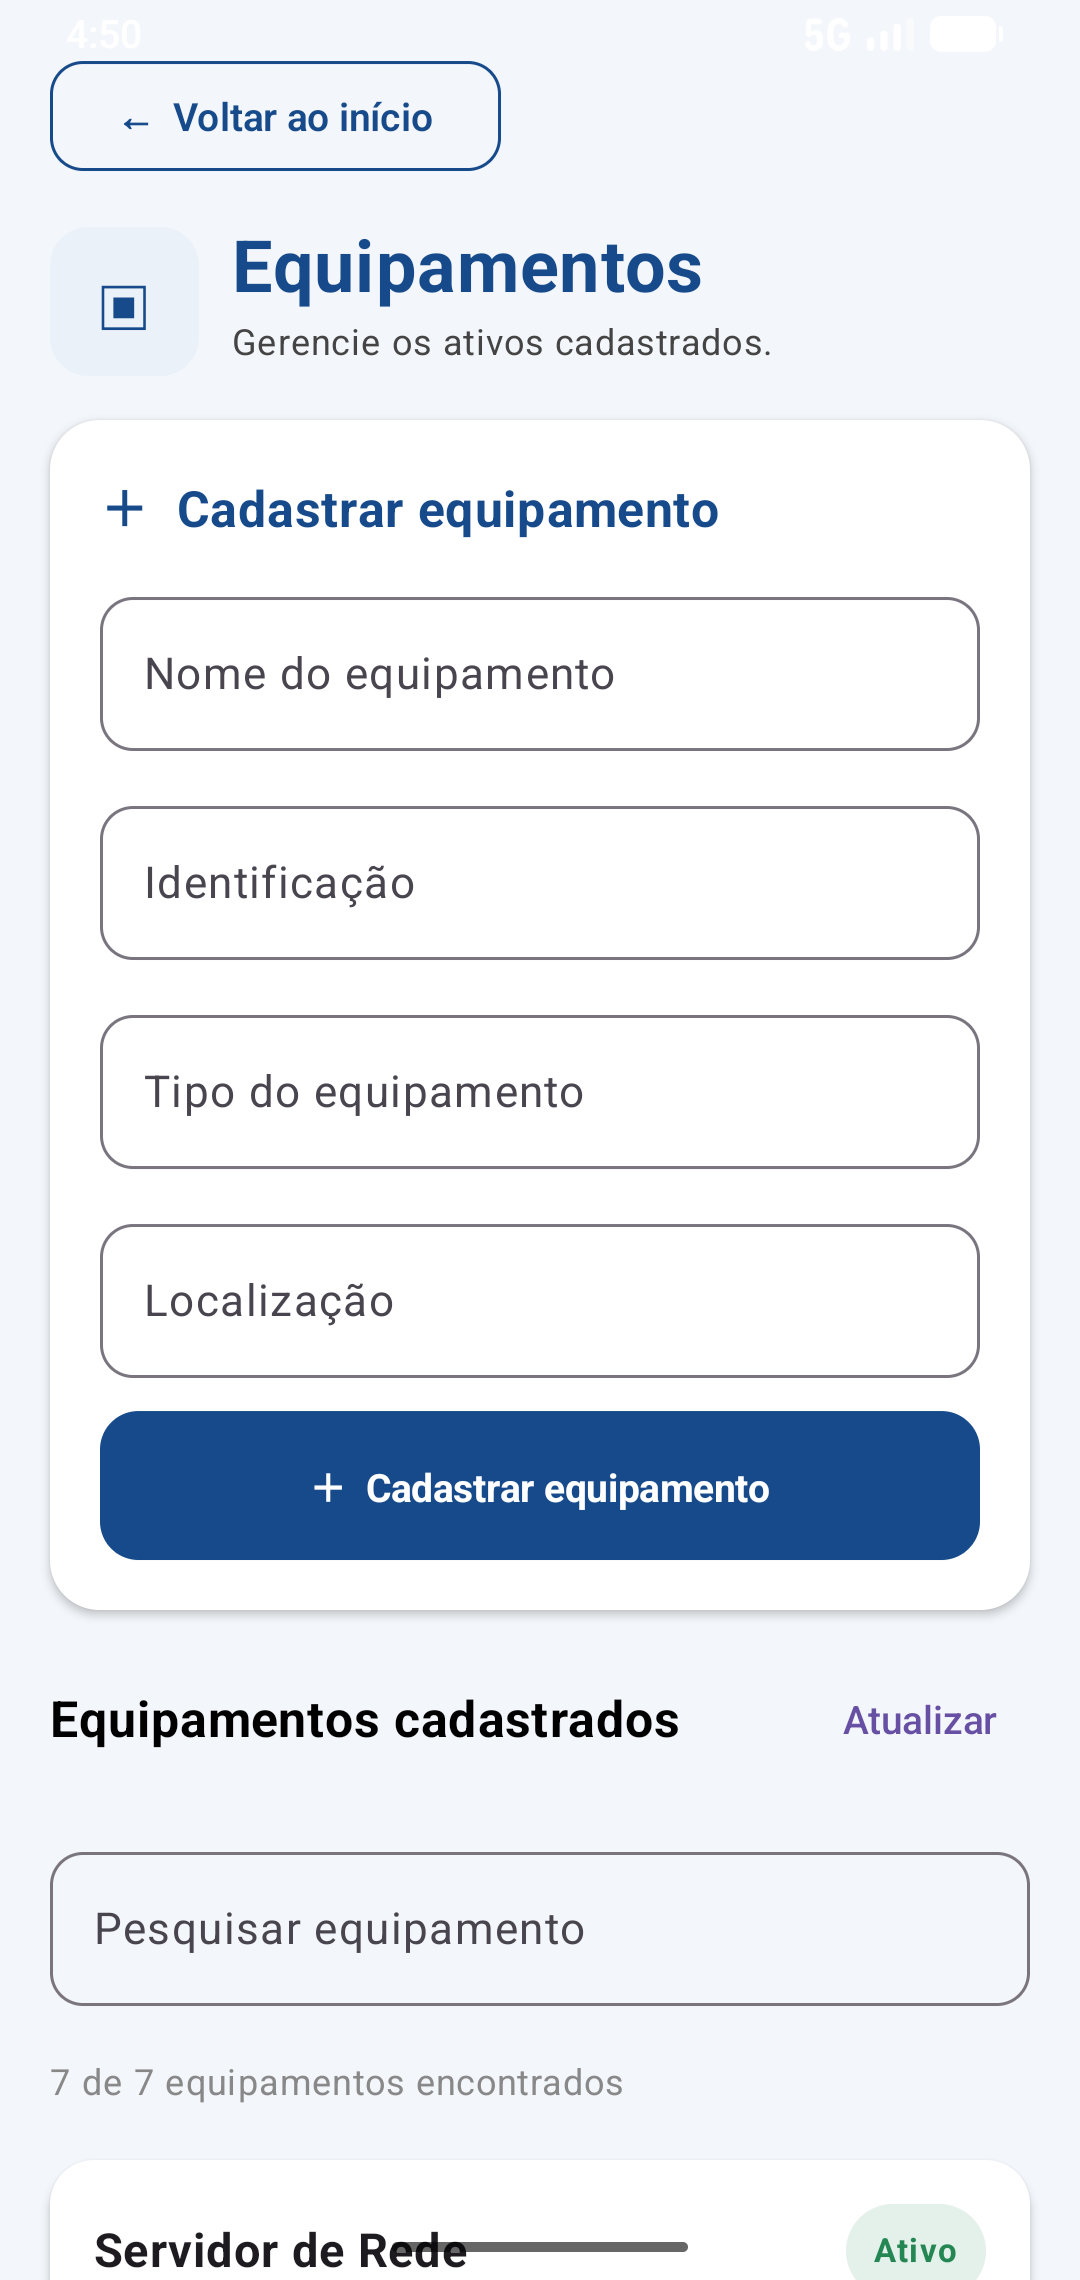 4:50 5G
← Voltar ao início
Equipamentos
Gerencie os ativos cadastrados.
+ Cadastrar equipamento
Nome do equipamento
Identificação
Tipo do equipamento
Localização
+ Cadastrar equipamento
Equipamentos cadastrados Atualizar
Pesquisar equipamento
7 de 7 equipamentos encontrados
Servidor de Rede Ativo